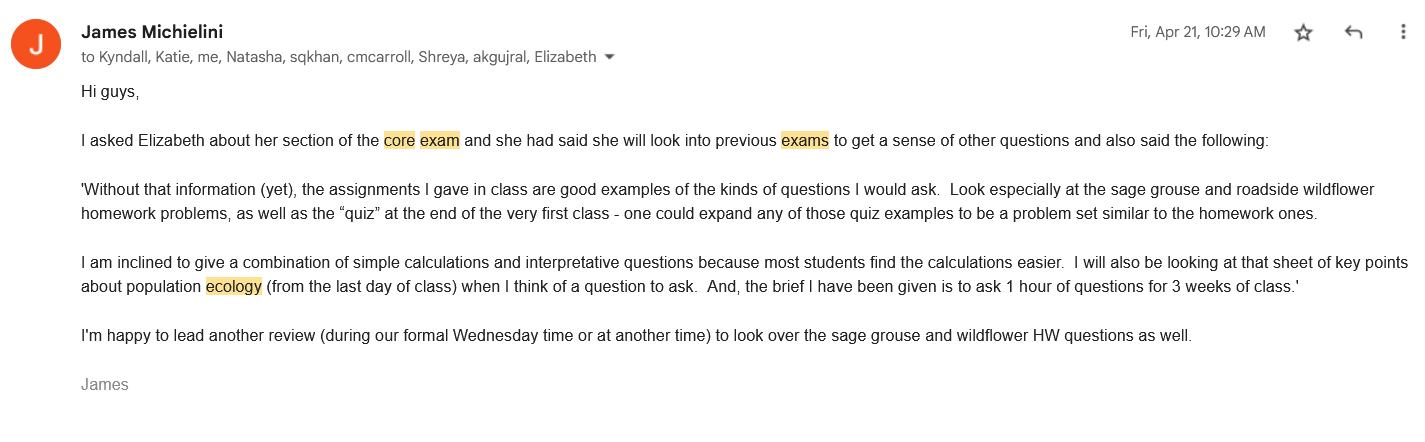 J
James Michielini
Fri, Apr 21, 10:29 AM
to Kyndall, Katie, me, Natasha, sqkhan, cmcarroll, Shreya, akgujral, Elizabeth
Hi guys,
I asked Elizabeth about her section of the core exam and she had said she will look into previous exams to get a sense of other questions and also said the following:
'Without that information (yet), the assignments I gave in class are good examples of the kinds of questions I would ask.  Look especially at the sage grouse and roadside wildflower
homework problems, as well as the “quiz” at the end of the very first class - one could expand any of those quiz examples to be a problem set similar to the homework ones.
I am inclined to give a combination of simple calculations and interpretative questions because most students find the calculations easier.  I will also be looking at that sheet of key points
about population ecology (from the last day of class) when I think of a question to ask.  And, the brief I have been given is to ask 1 hour of questions for 3 weeks of class.'
I'm happy to lead another review (during our formal Wednesday time or at another time) to look over the sage grouse and wildflower HW questions as well.
James